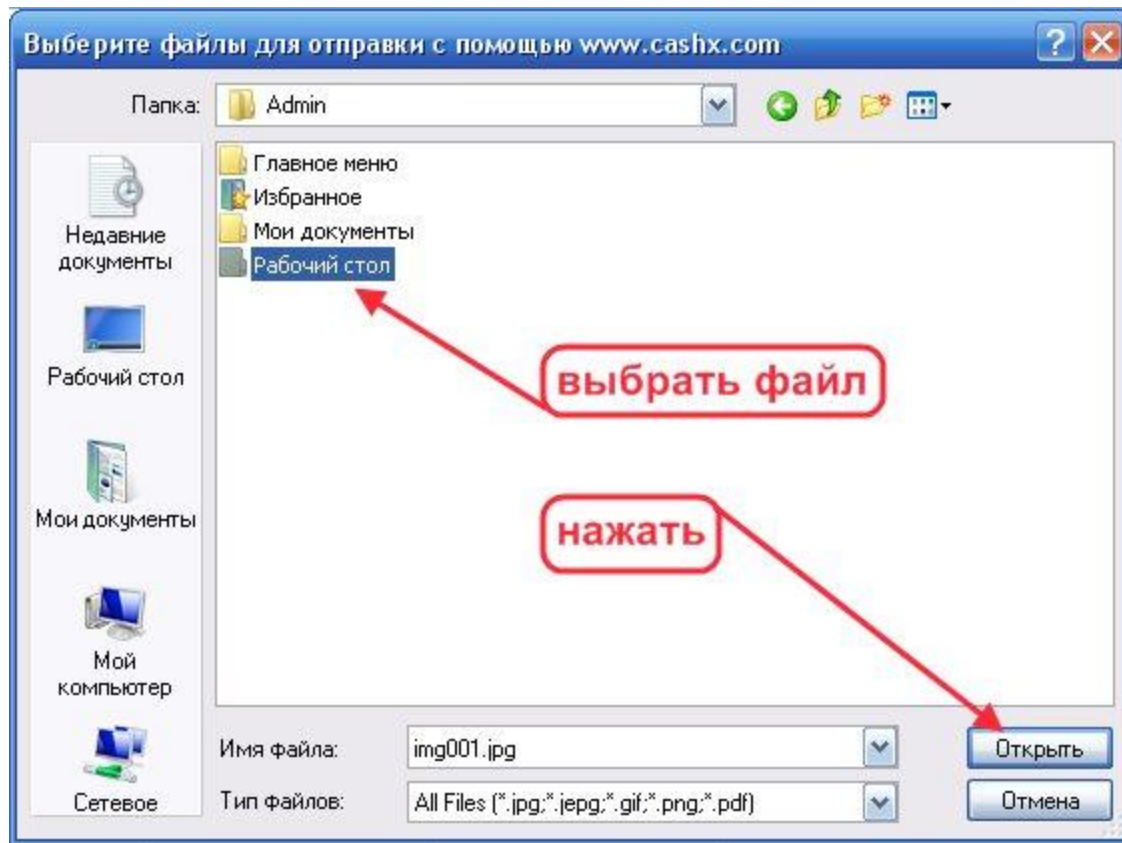 Выберите файлы для отправки с помощью www.cashx.com
Папка:
Admin
Недавние
документы
Рабочий стол
Мои документы
Мой
компьютер
Сетевое
Главное меню
Избранное
Мои документы
Рабочий стол
выбрать файл
нажать
Имя файла:
img001.jpg
Открыть
Тип файлов:
All Files (*.jpg;*.jepg;*.gif;*.png;*.pdf)
Отмена